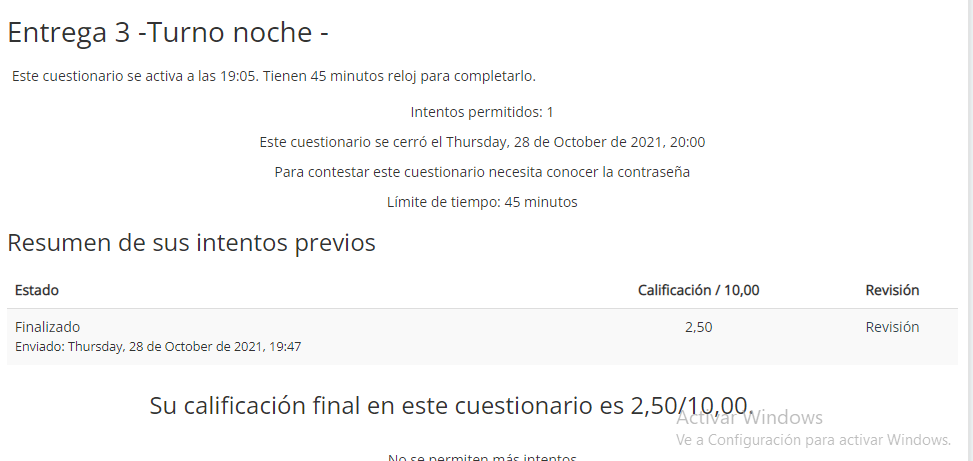 Entrega 3 -Turno noche -
Este cuestionario se activa a las 19:05. Tienen 45 minutos reloj para completarlo.
Intentos permitidos: 1
Este cuestionario se cerró el Thursday, 28 de October de 2021, 20:00
Para contestar este cuestionario necesita conocer la contraseña
Límite de tiempo: 45 minutos
Resumen de sus intentos previos
Estado Calificación / 10,00 Revisión
Finalizado 2,50 Revisión
Enviado: Thursday, 28 de October de 2021, 19:47
Su calificación final en este cuestionario es 2,50/10,00.
Activar Windows
Ve a Configuración para activar Windows.
No se permiten más intentos